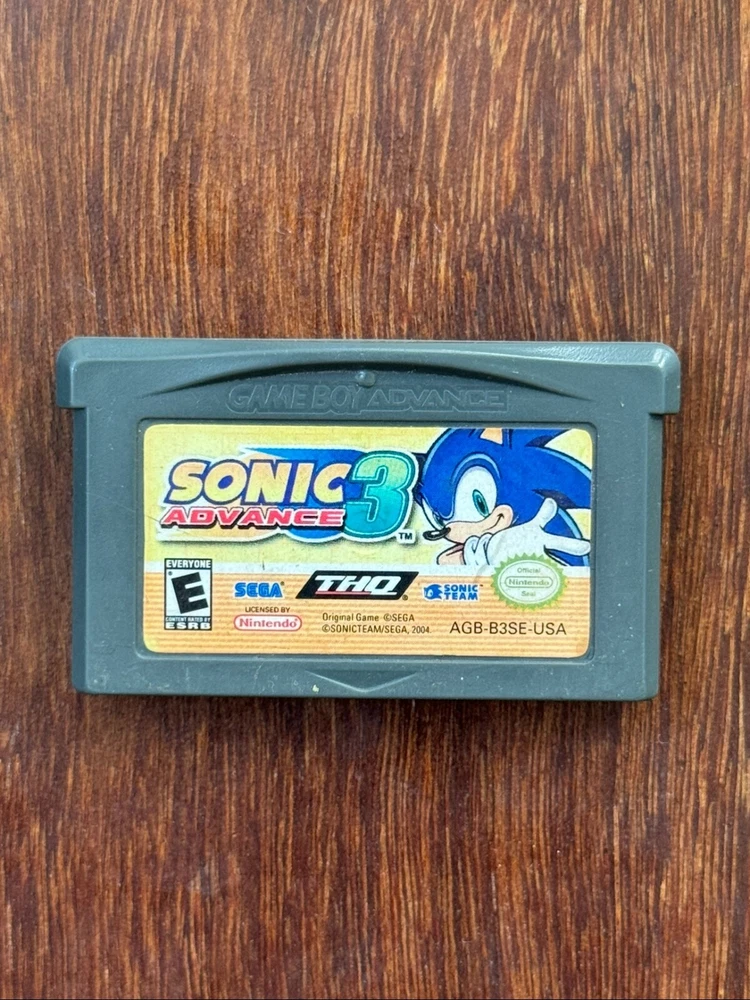 GAME BOY ADVANCE
SONIC
ADVANCE 3 ™
EVERYONE
E
CONTENT RATED BY
ESRB
SEGA®
THQ®
SONIC
TEAM™
Official
Nintendo
Seal
LICENSED BY
Nintendo
Original Game ©SEGA
©SONICTEAM/SEGA, 2004.
AGB-B3SE-USA